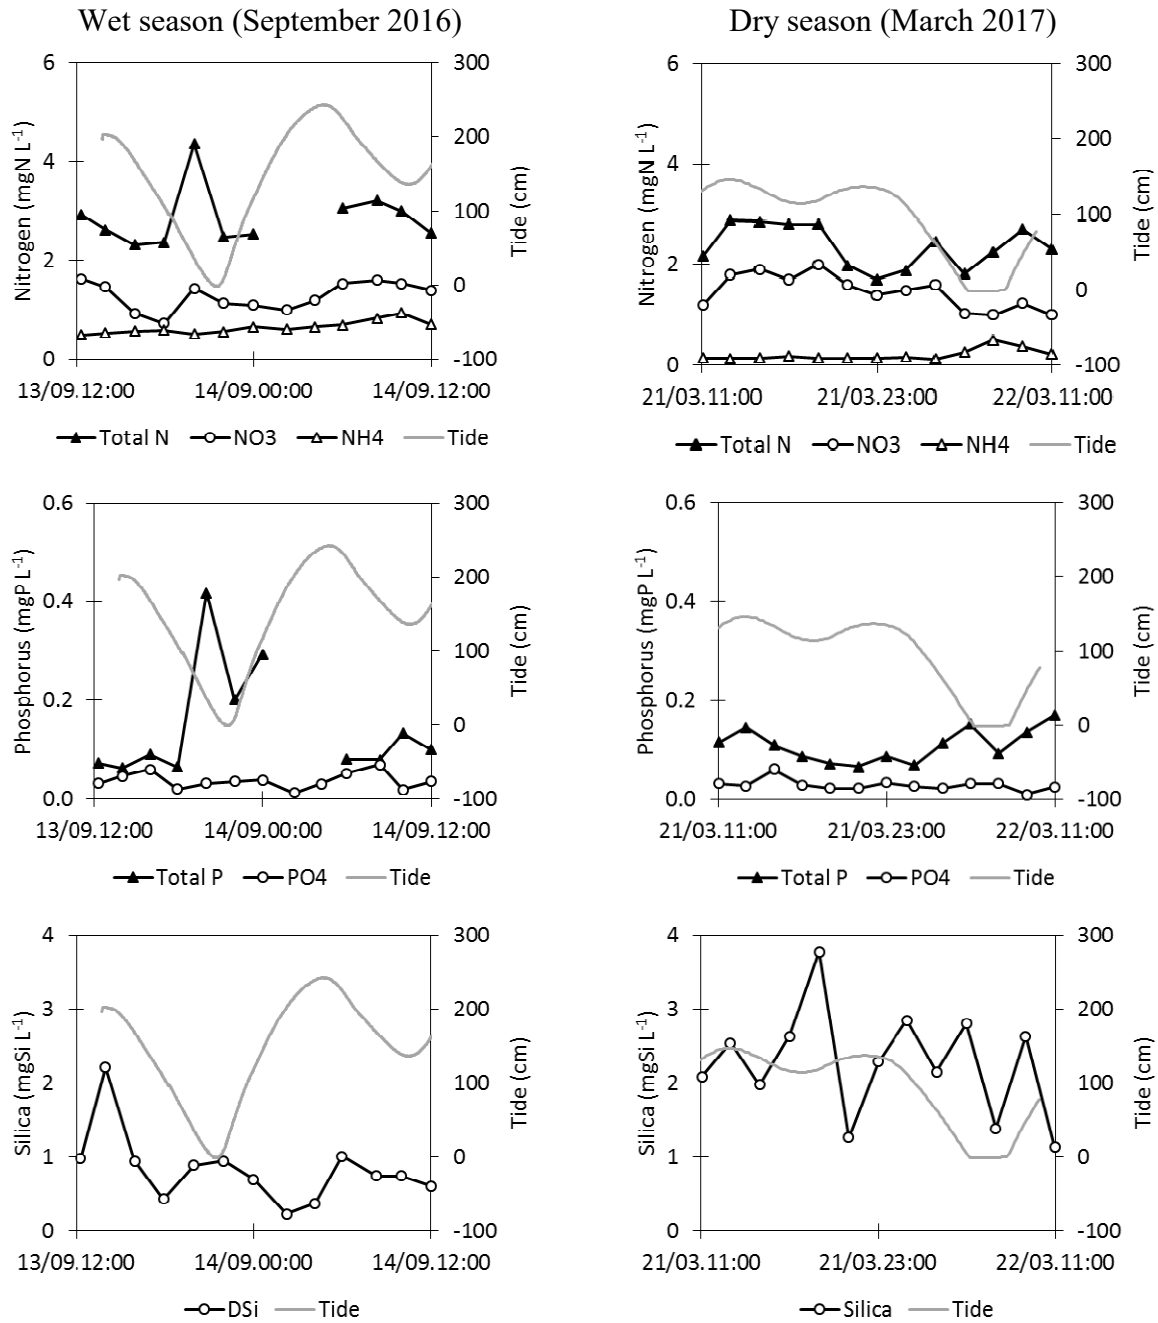 Wet season (September 2016)
Dry season (March 2017)
Nitrogen (mgN L-1)
6
4
2
0
300
200
100
0
-100
Tide (cm)
13/09.12:00
14/09.00:00
14/09.12:00
Total N
NO3
NH4
Tide
Nitrogen (mgN L-1)
6
4
2
0
300
200
100
0
-100
Tide (cm)
21/03.11:00
21/03.23:00
22/03.11:00
Total N
NO3
NH4
Tide
Phosphorus (mgP L-1)
0.6
0.4
0.2
0.0
300
200
100
0
-100
Tide (cm)
13/09.12:00
14/09.00:00
14/09.12:00
Total P
PO4
Tide
Phosphorus (mgP L-1)
0.6
0.4
0.2
0.0
300
200
100
0
-100
Tide (cm)
21/03.11:00
21/03.23:00
22/03.11:00
Total P
PO4
Tide
Silica (mgSi L-1)
4
3
2
1
0
300
200
100
0
-100
Tide (cm)
13/09.12:00
14/09.00:00
14/09.12:00
DSi
Tide
Silica (mgSi L-1)
4
3
2
1
0
300
200
100
0
-100
Tide (cm)
21/03.11:00
21/03.23:00
22/03.11:00
Silica
Tide